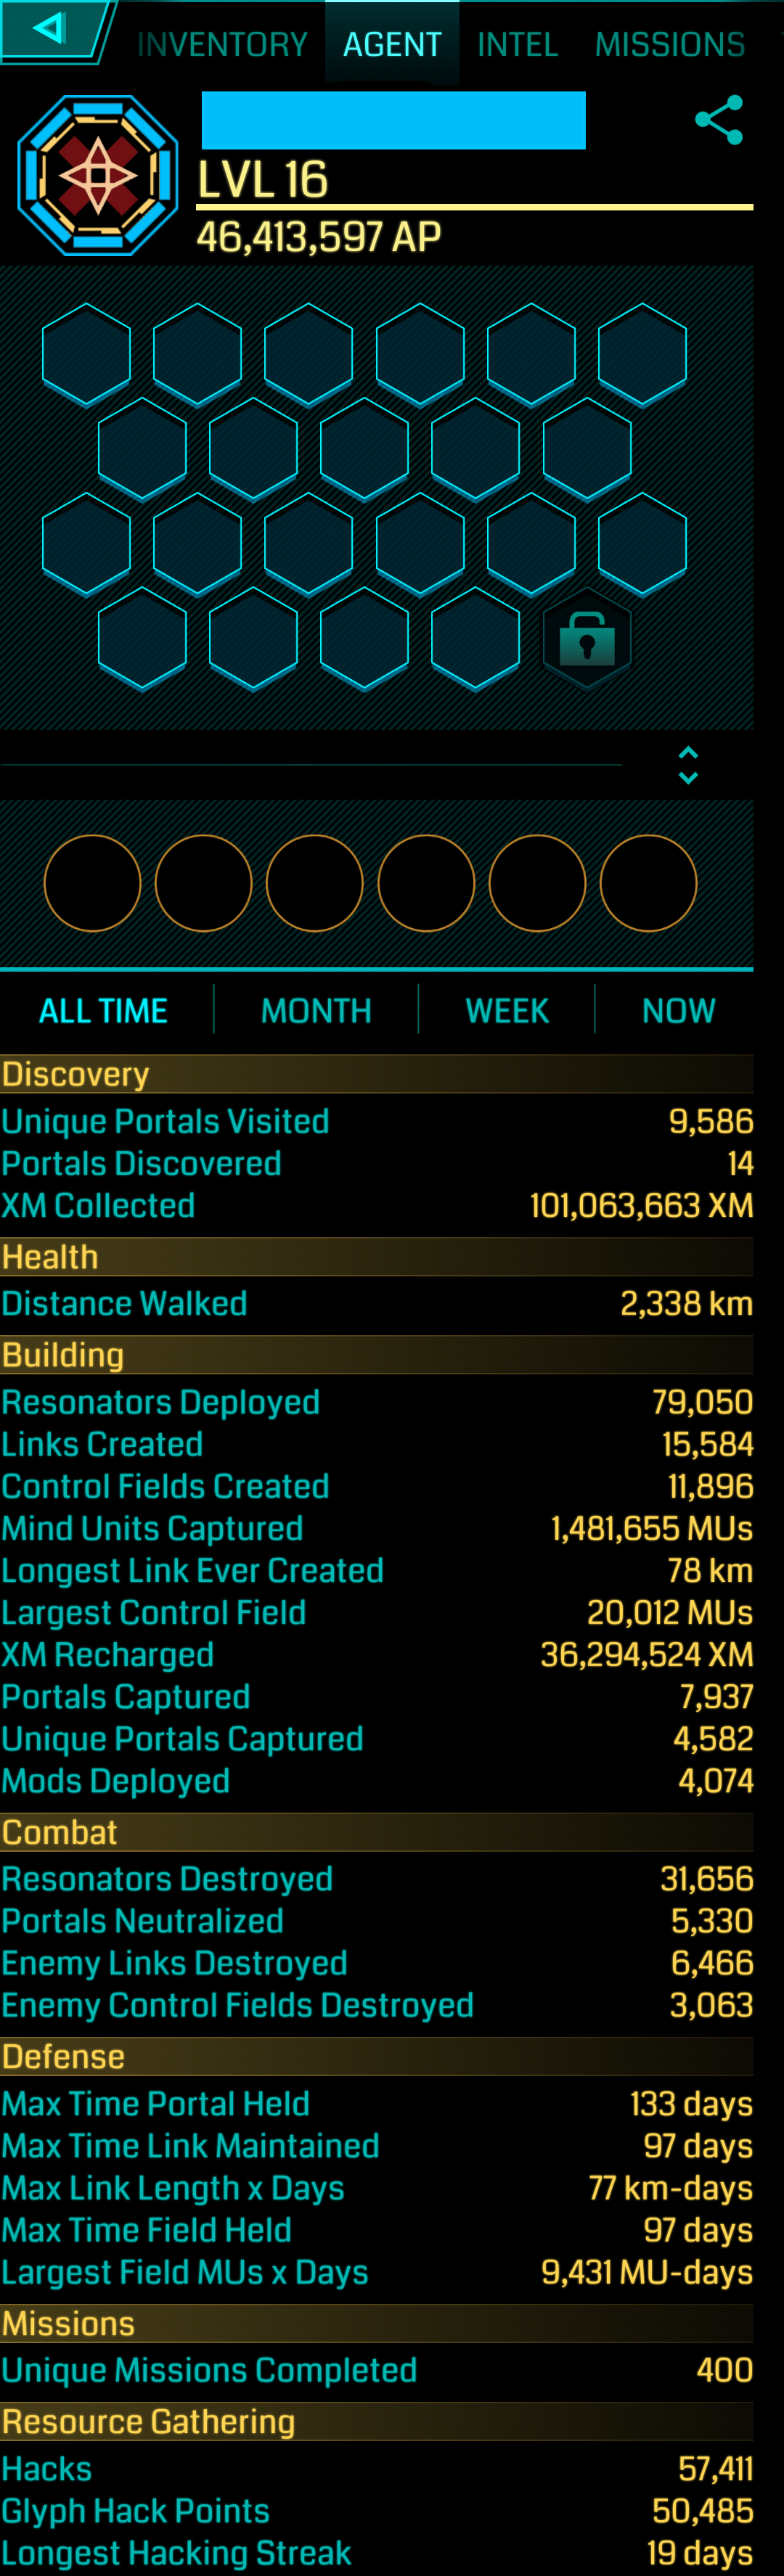 INVENTORY AGENT INTEL MISSIONS
LVL 16
46,413,597 AP
ALL TIME MONTH WEEK NOW
Discovery
Unique Portals Visited 9,586
Portals Discovered 14
XM Collected 101,063,663 XM
Health
Distance Walked 2,338 km
Building
Resonators Deployed 79,050
Links Created 15,584
Control Fields Created 11,896
Mind Units Captured 1,481,655 MUs
Longest Link Ever Created 78 km
Largest Control Field 20,012 MUs
XM Recharged 36,294,524 XM
Portals Captured 7,937
Unique Portals Captured 4,582
Mods Deployed 4,074
Combat
Resonators Destroyed 31,656
Portals Neutralized 5,330
Enemy Links Destroyed 6,466
Enemy Control Fields Destroyed 3,063
Defense
Max Time Portal Held 133 days
Max Time Link Maintained 97 days
Max Link Length x Days 77 km-days
Max Time Field Held 97 days
Largest Field MUs x Days 9,431 MU-days
Missions
Unique Missions Completed 400
Resource Gathering
Hacks 57,411
Glyph Hack Points 50,485
Longest Hacking Streak 19 days